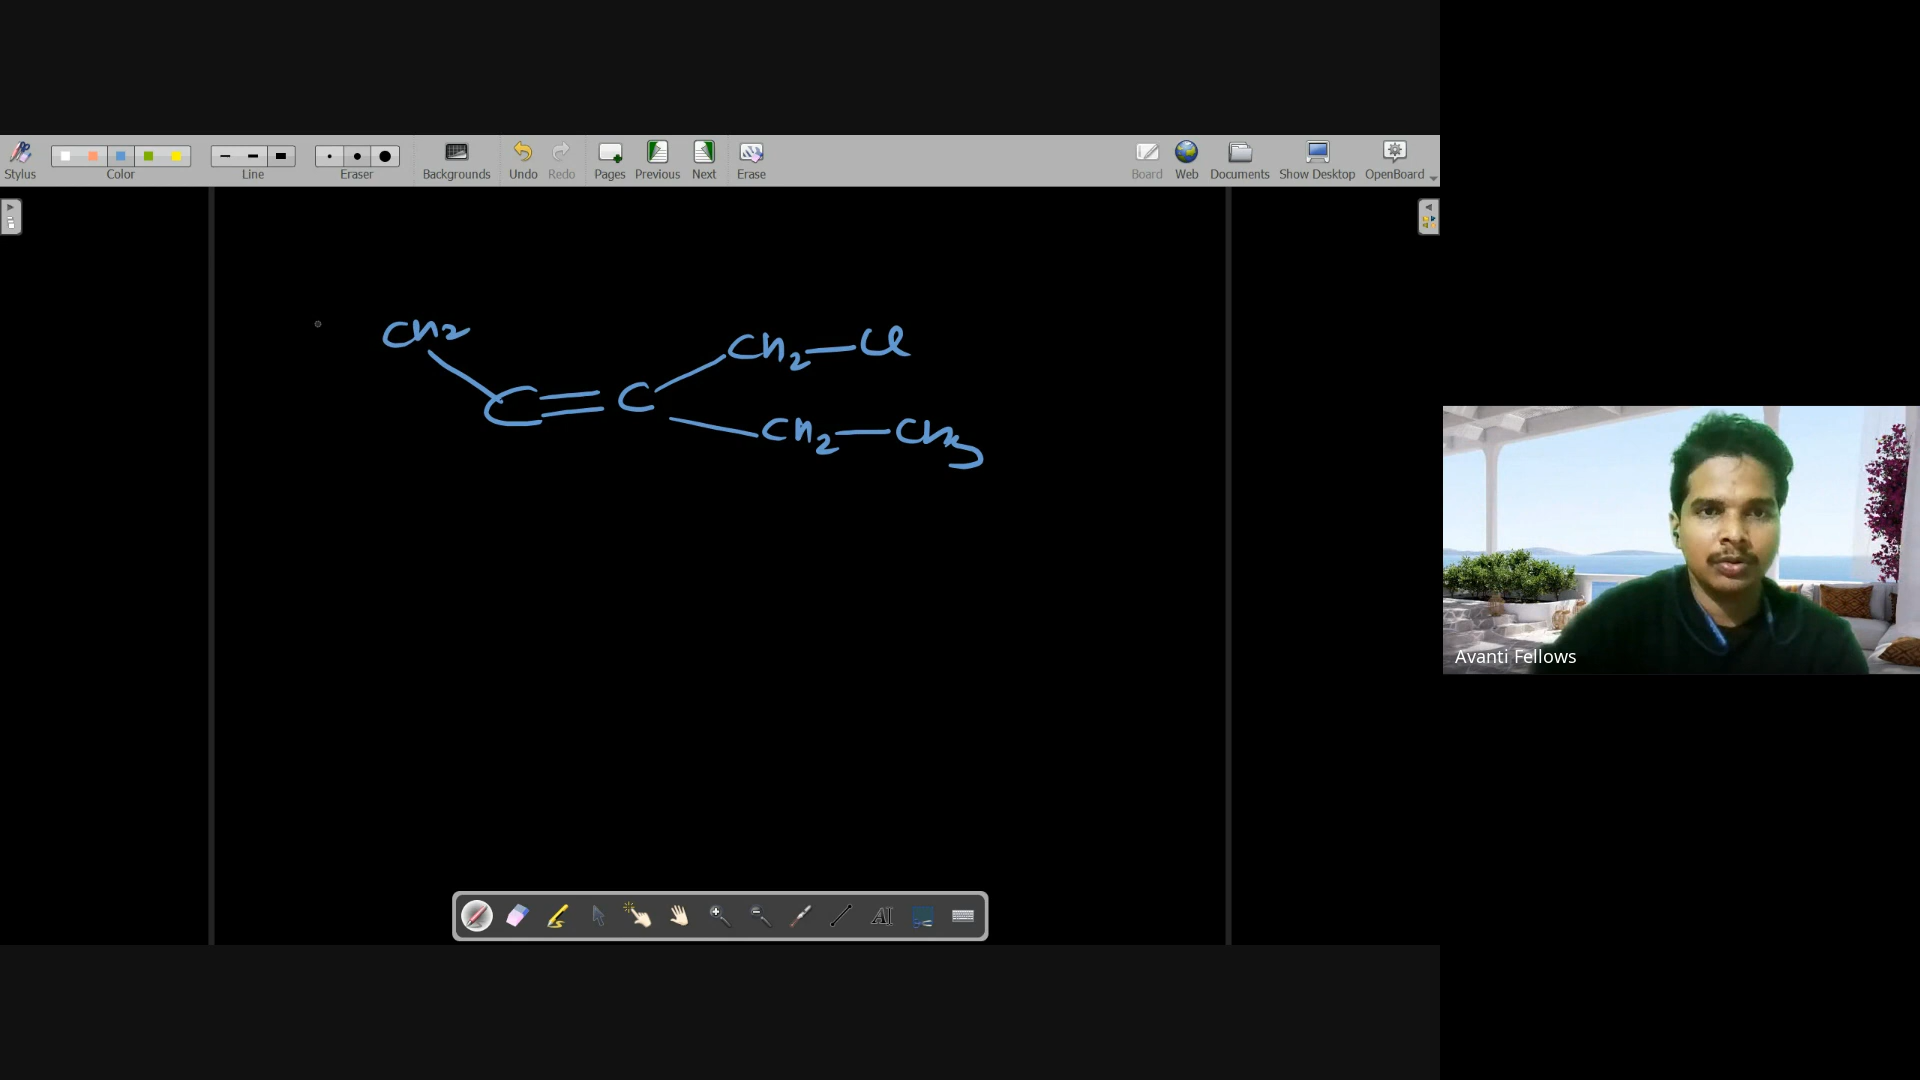 Stylus Color Line Eraser Backgrounds Undo Redo Pages Previous Next Erase Board Web Documents Show Desktop OpenBoard
CH2 CH2—Cl
C=C
CH2—CH3
Avanti Fellows